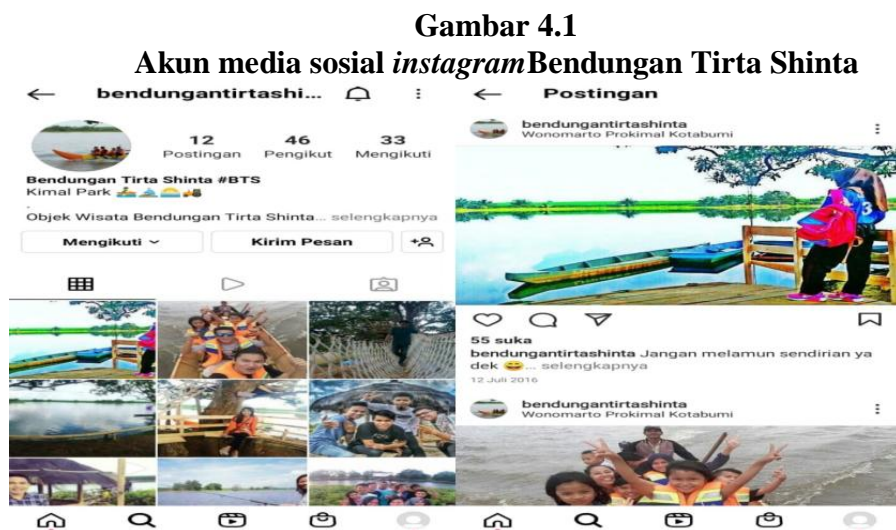 Gambar 4.1
Akun media sosial instagramBendungan Tirta Shinta
bendungantirtashi...
12 46 33
Postingan Pengikut Mengikuti
Bendungan Tirta Shinta #BTS
Kimal Park
.
Objek Wisata Bendungan Tirta Shinta... selengkapnya
Mengikuti Kirim Pesan
Postingan
bendungantirtashinta
Wonomarto Prokimal Kotabumi
3
55 suka
bendungantirtashinta Jangan melamun sendirian ya
dek 😄... selengkapnya
12 Juli 2016
bendungantirtashinta
Wonomarto Prokimal Kotabumi